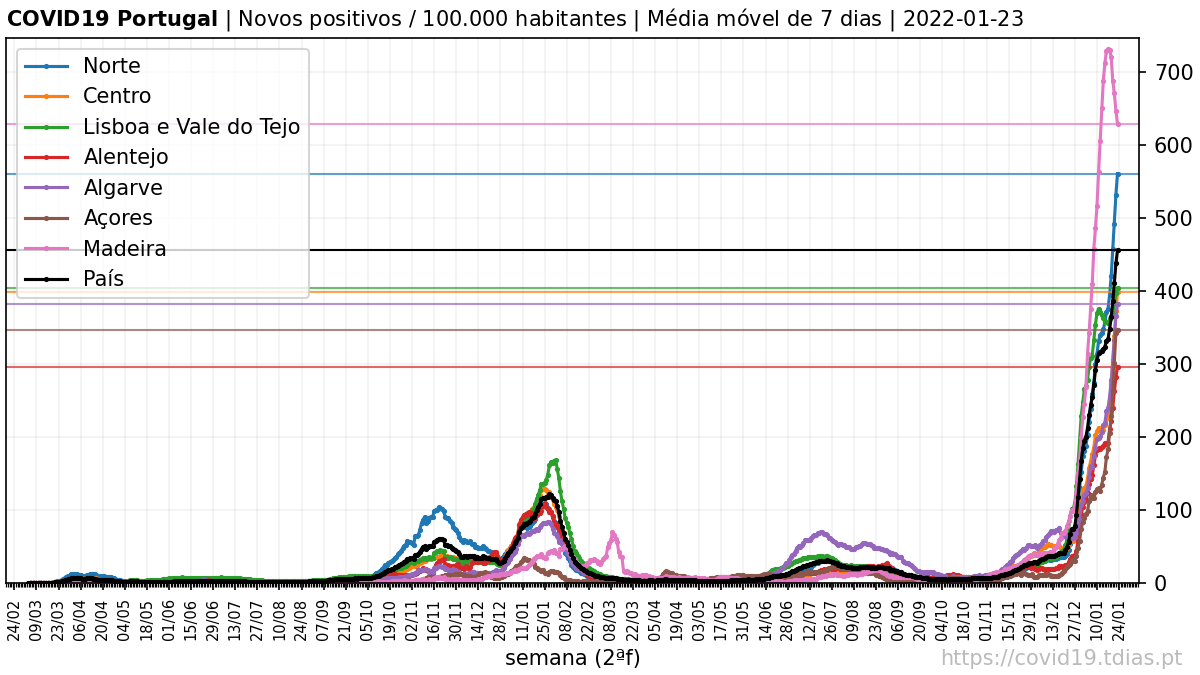 COVID19 Portugal | Novos positivos / 100.000 habitantes | Média móvel de 7 dias | 2022-01-23
Norte
Centro
Lisboa e Vale do Tejo
Alentejo
Algarve
Açores
Madeira
País
700
600
500
400
300
200
100
0
24/02 09/03 23/03 06/04 20/04 04/05 18/05 01/06 15/06 29/06 13/07 27/07 10/08 24/08 07/09 21/09 05/10 19/10 02/11 16/11 30/11 14/12 28/12 11/01 25/01 08/02 22/02 08/03 22/03 05/04 19/04 03/05 17/05 31/05 14/06 28/06 12/07 26/07 09/08 23/08 06/09 20/09 04/10 18/10 01/11 15/11 29/11 13/12 27/12 10/01 24/01
semana (2ªf)
https://covid19.tdias.pt